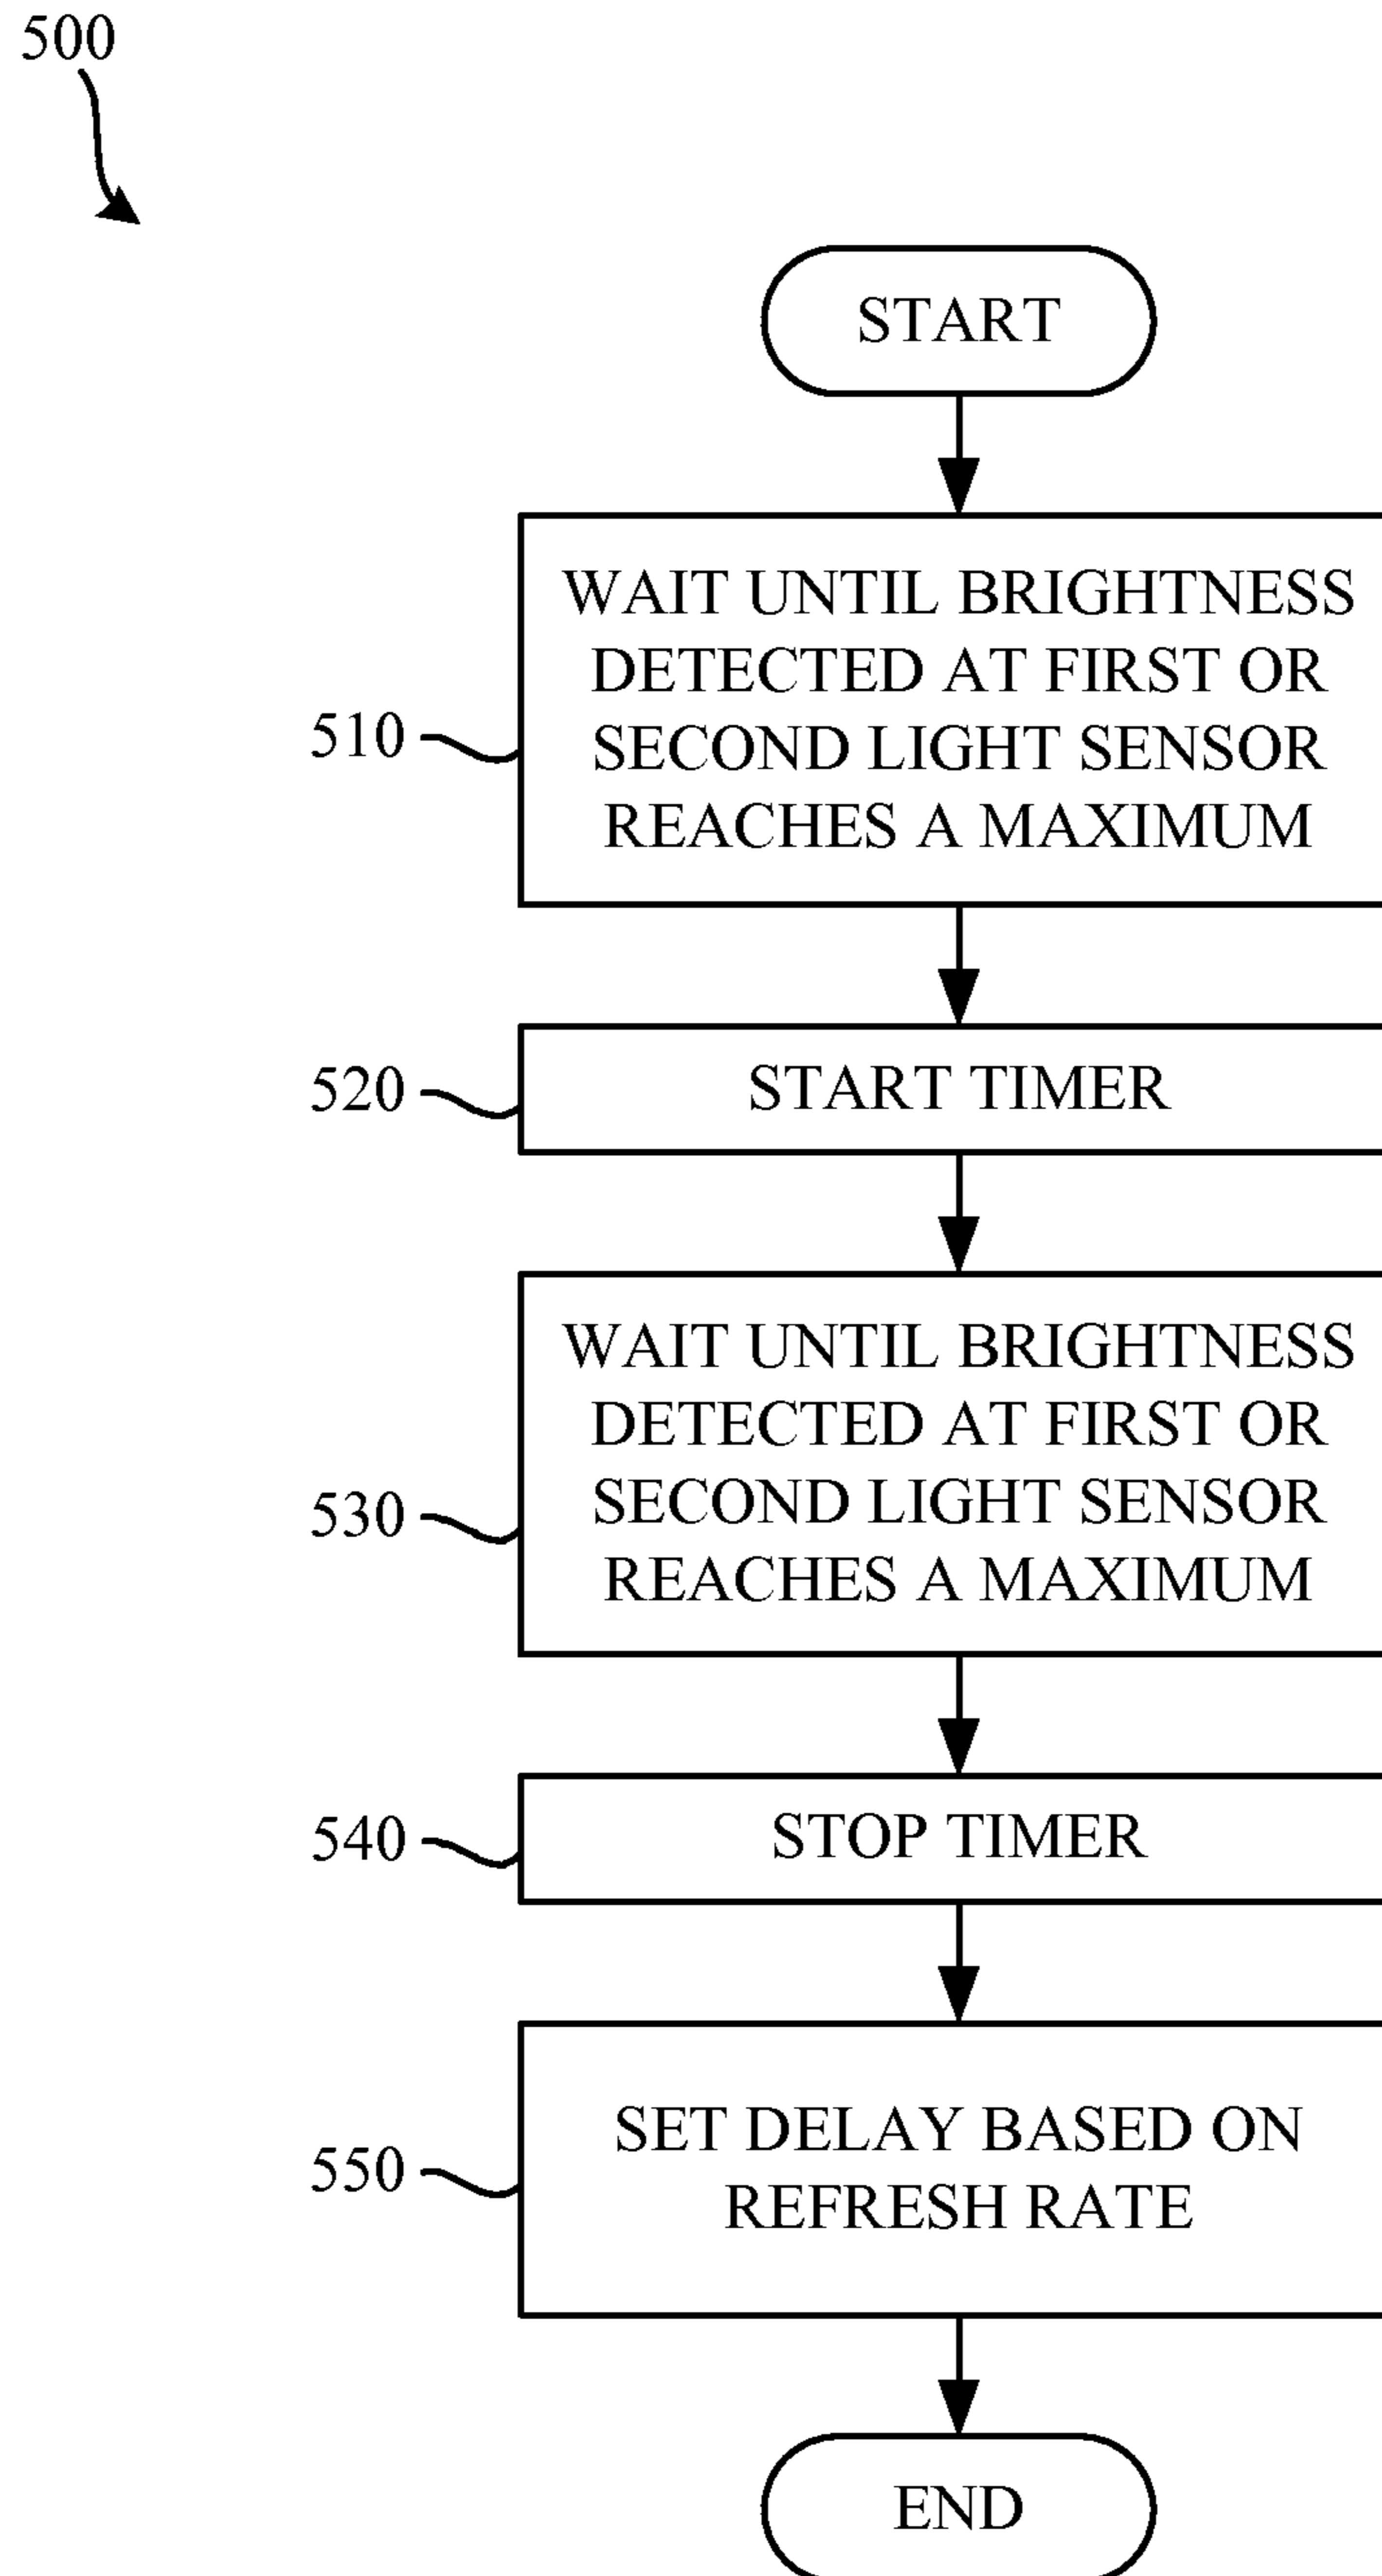 500
START
WAIT UNTIL BRIGHTNESS
DETECTED AT FIRST OR
SECOND LIGHT SENSOR
REACHES A MAXIMUM
510
START TIMER
520
WAIT UNTIL BRIGHTNESS
DETECTED AT FIRST OR
SECOND LIGHT SENSOR
REACHES A MAXIMUM
530
STOP TIMER
540
SET DELAY BASED ON
REFRESH RATE
550
END